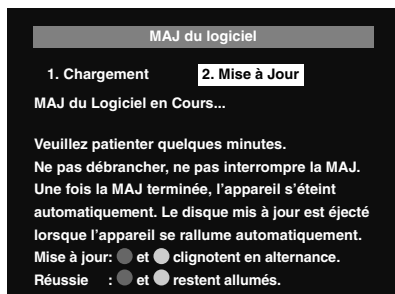 MAJ du logiciel
1. Chargement 2. Mise à Jour
MAJ du Logiciel en Cours...
Veuillez patienter quelques minutes.
Ne pas débrancher, ne pas interrompre la MAJ.
Une fois la MAJ terminée, l'appareil s'éteint
automatiquement. Le disque mis à jour est éjecté
lorsque l'appareil se rallume automatiquement.
Mise à jour: et clignotent en alternance.
Réussie : et restent allumés.